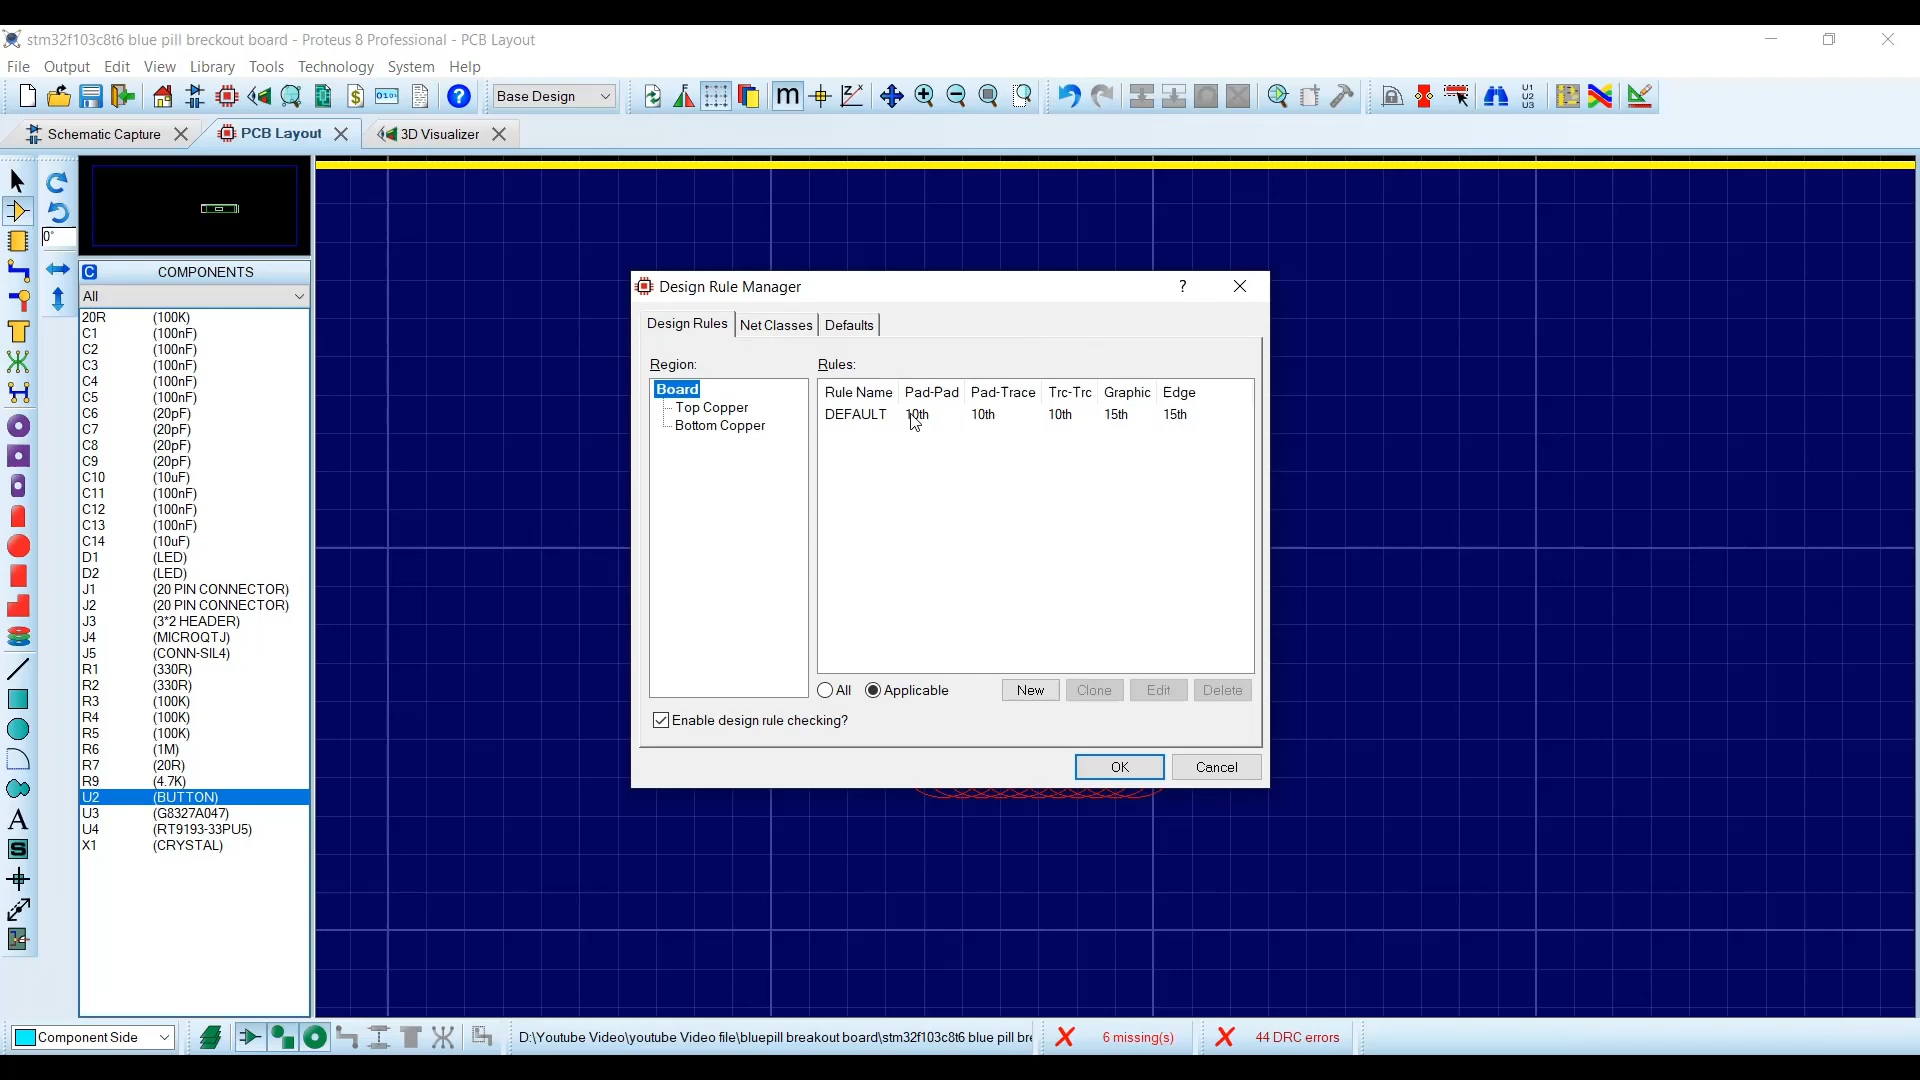 stm32f103c8t6 blue pill breckout board - Proteus 8 Professional - PCB Layout
File Output Edit View Library Tools Technology System Help
Base Design
Schematic Capture PCB Layout 3D Visualizer
0°
COMPONENTS
All
20R (100K)
C1 (100nF)
C2 (100nF)
C3 (100nF)
C4 (100nF)
C5 (100nF)
C6 (20pF)
C7 (20pF)
C8 (20pF)
C9 (20pF)
C10 (10uF)
C11 (100nF)
C12 (100nF)
C13 (100nF)
C14 (10uF)
D1 (LED)
D2 (LED)
J1 (20 PIN CONNECTOR)
J2 (20 PIN CONNECTOR)
J3 (3*2 HEADER)
J4 (MICROQTJ)
J5 (CONN-SIL4)
R1 (330R)
R2 (330R)
R3 (100K)
R4 (100K)
R5 (100K)
R6 (1M)
R7 (20R)
R9 (4.7K)
U2 (BUTTON)
U3 (G8327A047)
U4 (RT9193-33PU5)
X1 (CRYSTAL)
Design Rule Manager
Design Rules Net Classes Defaults
Region:
Board
Top Copper
Bottom Copper
Rules:
Rule Name Pad-Pad Pad-Trace Trc-Trc Graphic Edge
DEFAULT 10th 10th 10th 15th 15th
All Applicable New Clone Edit Delete
Enable design rule checking?
OK Cancel
Component Side D:\Youtube Video\youtube Video file\bluepill breakout board\stm32f103c8t6 blue pill bre 6 missing(s) 44 DRC errors